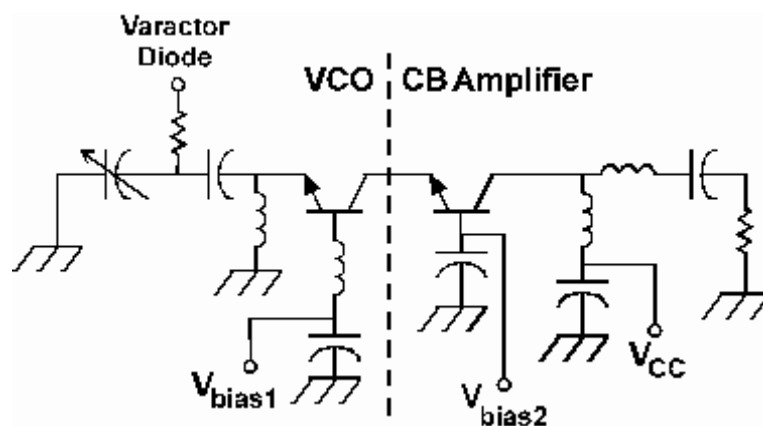 Varactor
Diode
VCO CB Amplifier
Vbias1
Vbias2
VCC